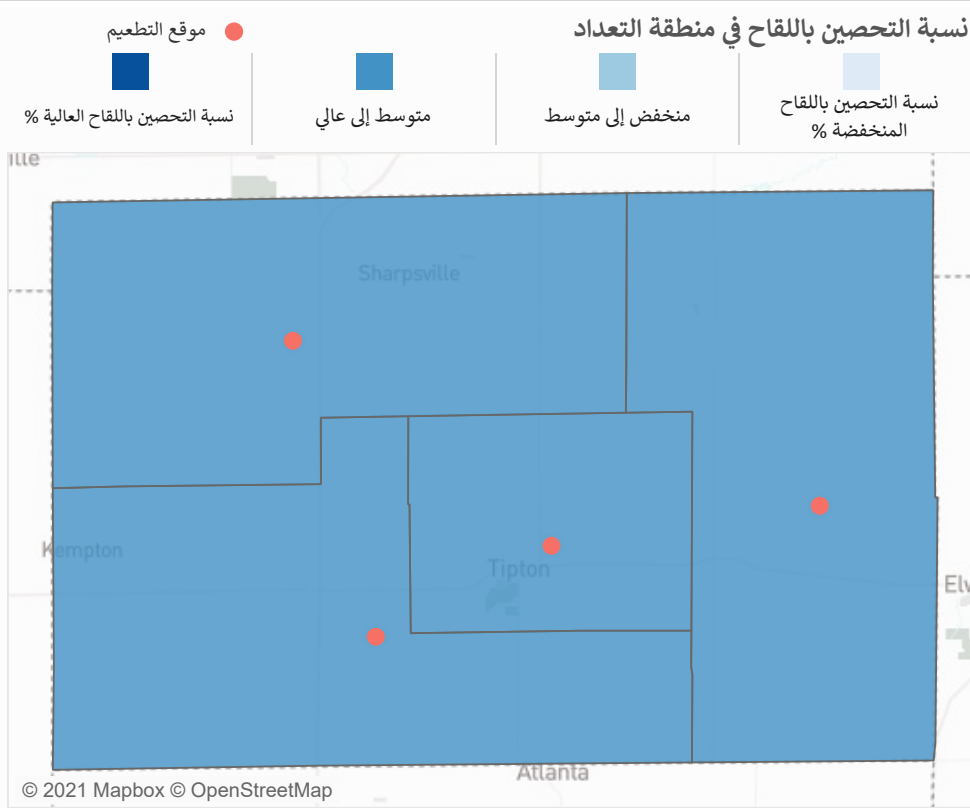 نسبة التحصين باللقاح في منطقة التعداد
موقع التطعيم
نسبة التحصين باللقاح
المنخفضة %
منخفض إلى متوسط
متوسط إلى عالي
نسبة التحصين باللقاح العالية %
ille
Sharpsville
Kempton
Tipton
Elv
Atlanta
© 2021 Mapbox © OpenStreetMap